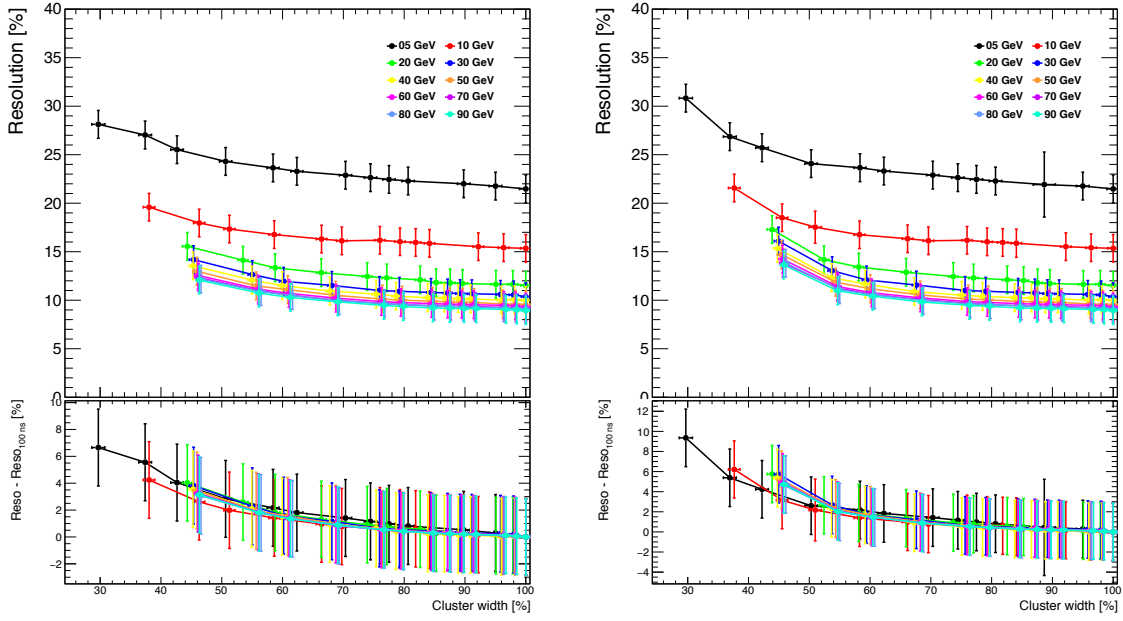 Resolution [%]
40
35
30
25
20
15
10
5
0
05 GeV 10 GeV
20 GeV 30 GeV
40 GeV 50 GeV
60 GeV 70 GeV
80 GeV 90 GeV
Reso - Reso100 ns [%]
10
8
6
4
2
0
−2
30 40 50 60 70 80 90 100
Cluster width [%]
Resolution [%]
40
35
30
25
20
15
10
5
0
05 GeV 10 GeV
20 GeV 30 GeV
40 GeV 50 GeV
60 GeV 70 GeV
80 GeV 90 GeV
Reso - Reso100 ns [%]
12
10
8
6
4
2
0
−2
−4
30 40 50 60 70 80 90 100
Cluster width [%]